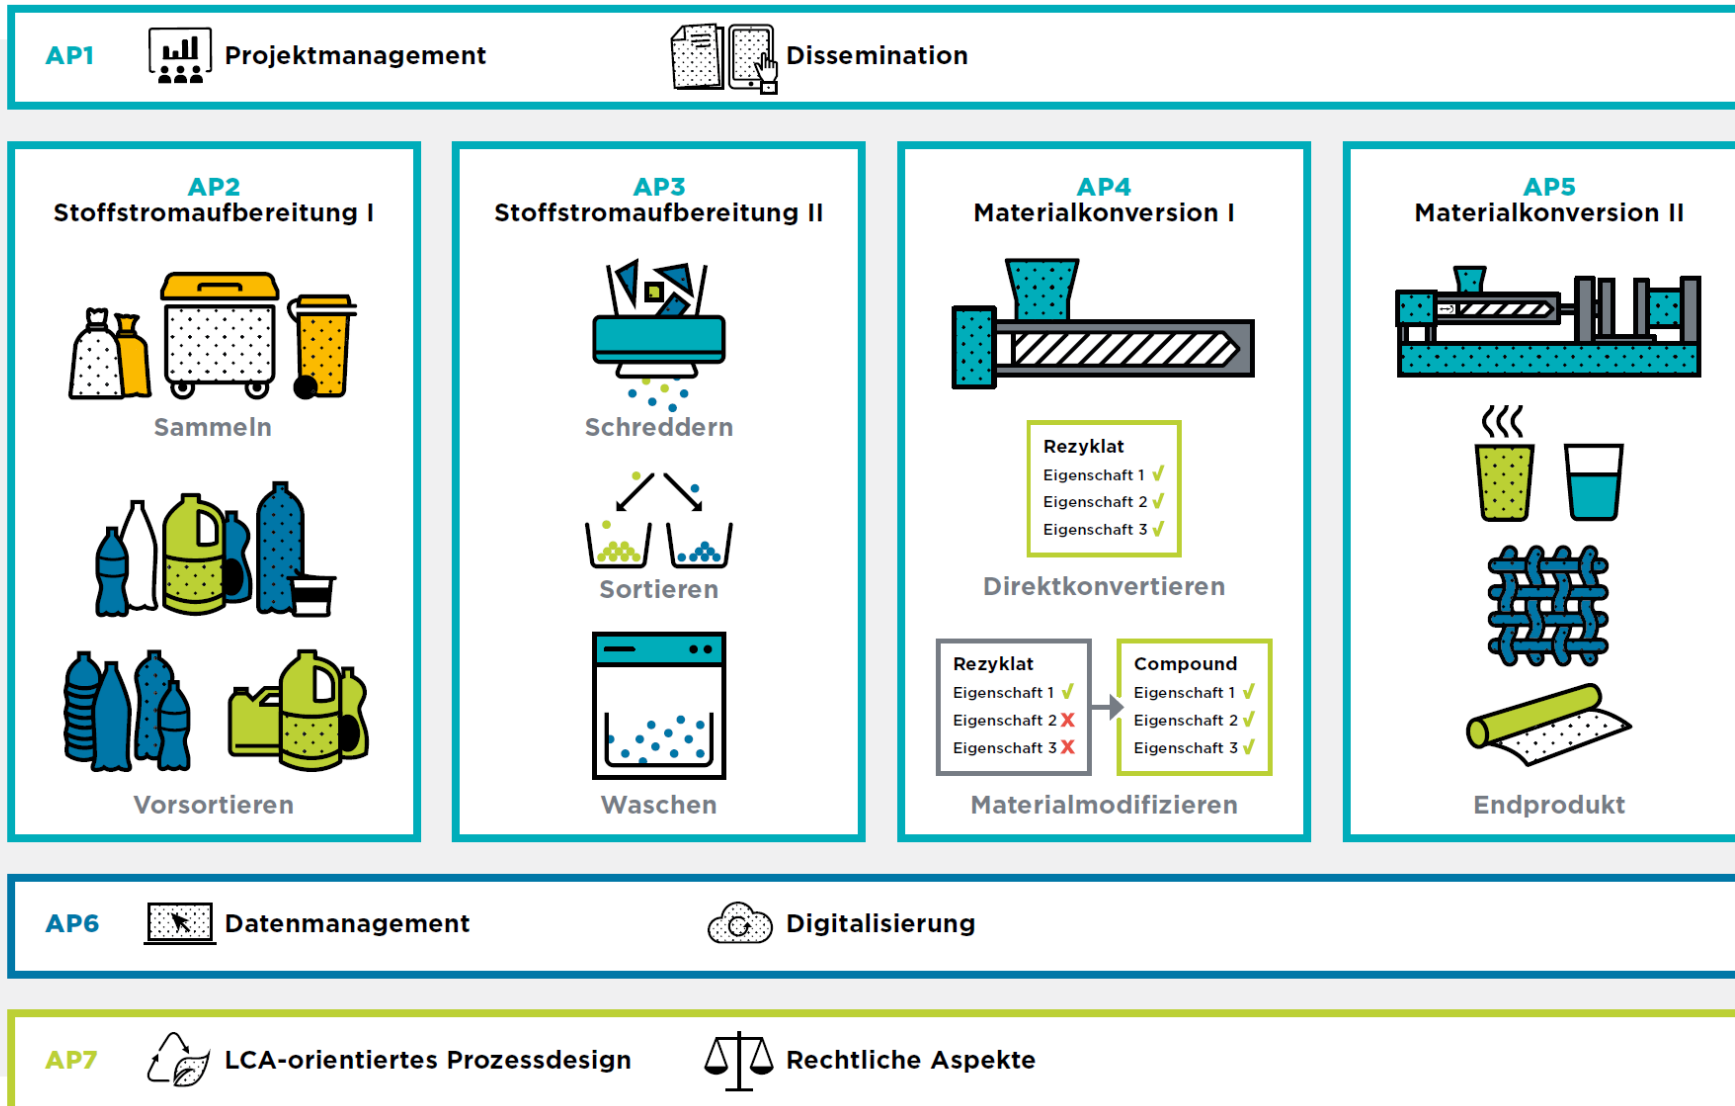 AP1 Projektmanagement Dissemination
AP2
Stoffstromaufbereitung I
Sammeln
Vorsortieren
AP3
Stoffstromaufbereitung II
Schreddern
Sortieren
Waschen
AP4
Materialkonversion I
Rezyklat
Eigenschaft 1 ✓
Eigenschaft 2 ✓
Eigenschaft 3 ✓
Direktkonvertieren
Rezyklat
Eigenschaft 1 ✓
Eigenschaft 2 X
Eigenschaft 3 X
Compound
Eigenschaft 1 ✓
Eigenschaft 2 ✓
Eigenschaft 3 ✓
Materialmodifizieren
AP5
Materialkonversion II
Endprodukt
AP6 Datenmanagement Digitalisierung
AP7 LCA-orientiertes Prozessdesign Rechtliche Aspekte